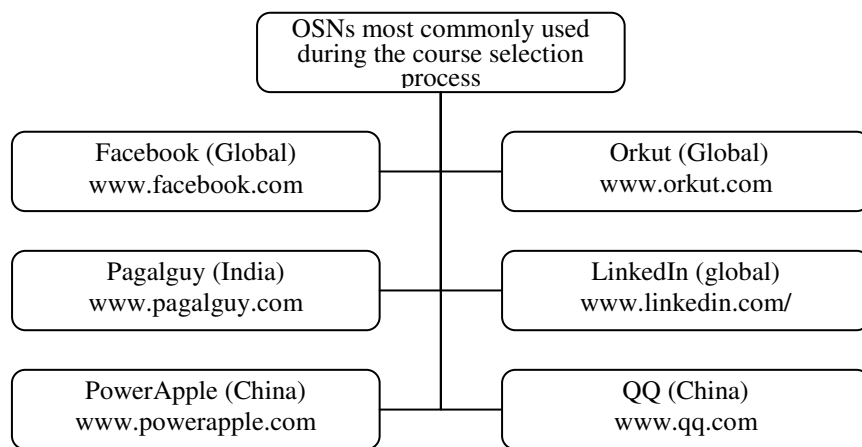 OSNs most commonly used
during the course selection
process
Facebook (Global)
www.facebook.com
Orkut (Global)
www.orkut.com
Pagalguy (India)
www.pagalguy.com
LinkedIn (global)
www.linkedin.com/
PowerApple (China)
www.powerapple.com
QQ (China)
www.qq.com